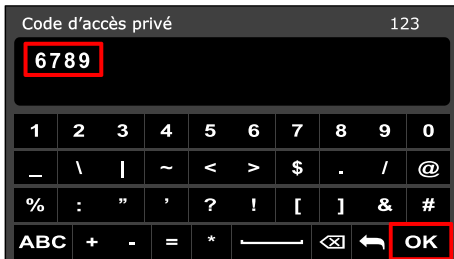 Code d'accès privé 123
6789
1 2 3 4 5 6 7 8 9 0
_ \ | ~ < > $ . / @
% : " ' ? ! [ ] & #
ABC + - = * OK